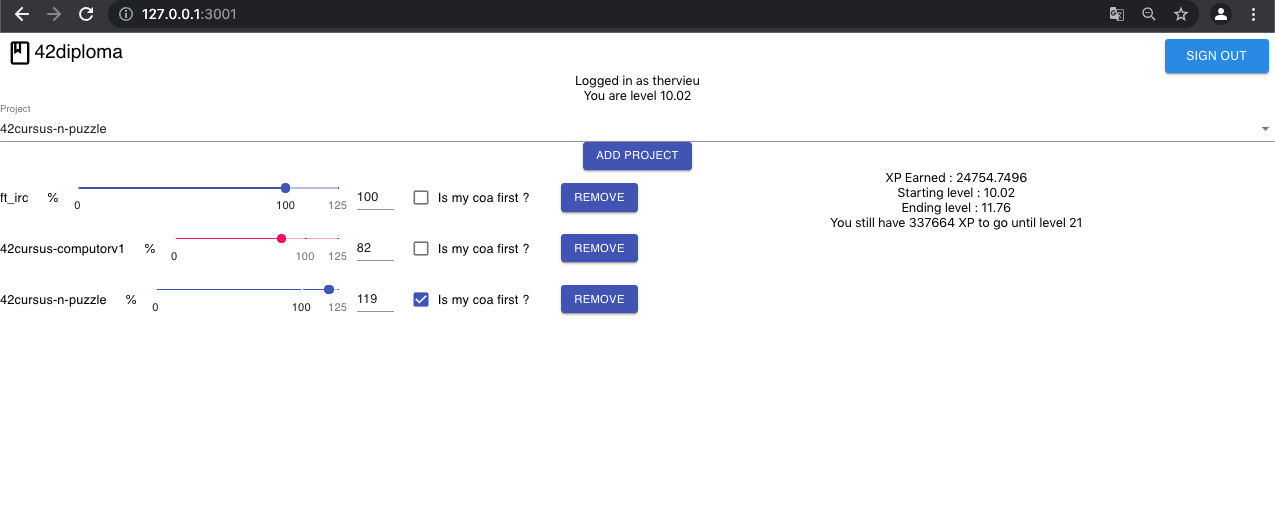 127.0.0.1:3001
42diploma
SIGN OUT
Logged in as thervieu
You are level 10.02
Project
42cursus-n-puzzle
ADD PROJECT
ft_irc % 0 100 125 100 Is my coa first ? REMOVE
42cursus-computorv1 % 0 100 125 82 Is my coa first ? REMOVE
42cursus-n-puzzle % 0 100 125 119 Is my coa first ? REMOVE
XP Earned : 24754.7496
Starting level : 10.02
Ending level : 11.76
You still have 337664 XP to go until level 21